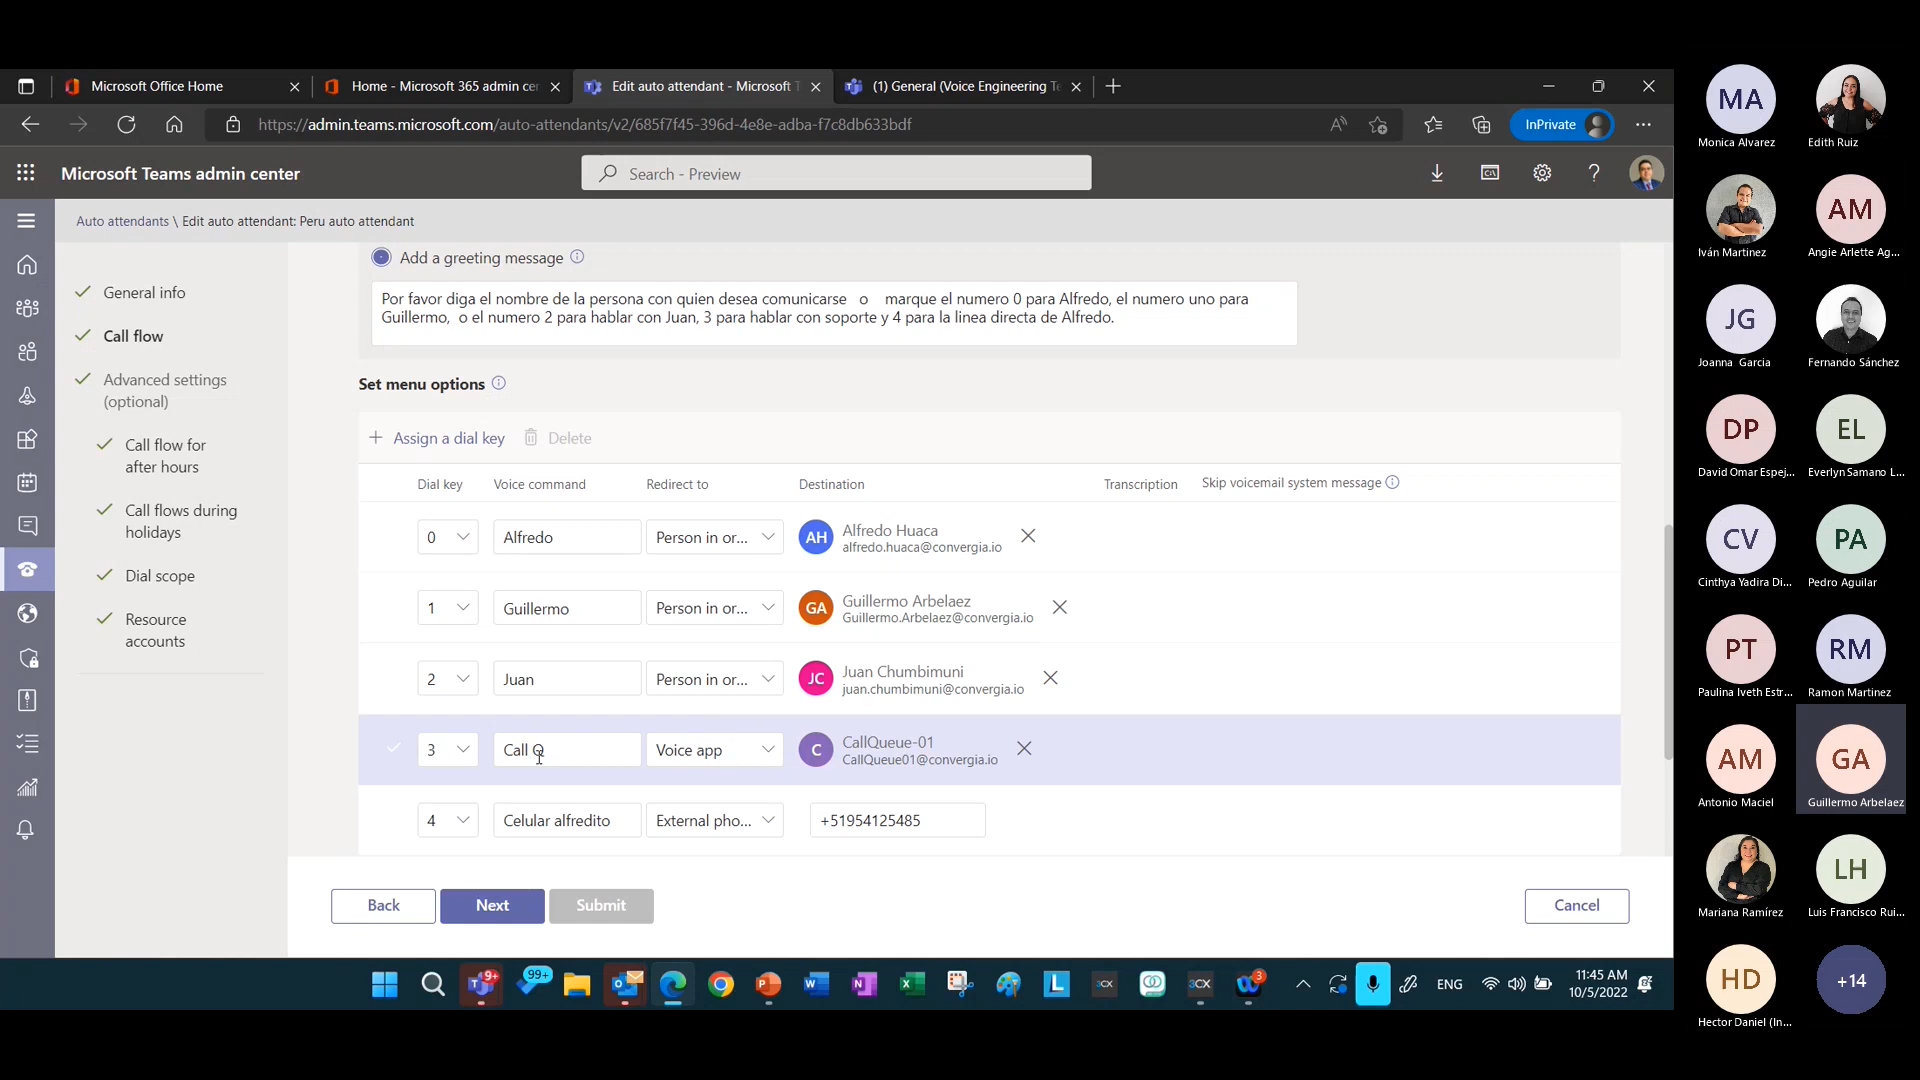 Microsoft Office Home
Home - Microsoft 365 admin cer
Edit auto attendant - Microsoft T
(1) General (Voice Engineering Te
https://admin.teams.microsoft.com/auto-attendants/v2/685f7f45-396d-4e8e-adba-f7c8db633bdf
InPrivate
Microsoft Teams admin center
Search - Preview
Auto attendants \ Edit auto attendant: Peru auto attendant
General info
Call flow
Advanced settings
(optional)
Call flow for
after hours
Call flows during
holidays
Dial scope
Resource
accounts
Add a greeting message
Por favor diga el nombre de la persona con quien desea comunicarse o marque el numero 0 para Alfredo, el numero uno para
Guillermo, o el numero 2 para hablar con Juan, 3 para hablar con soporte y 4 para la linea directa de Alfredo.
Set menu options
Assign a dial key Delete
Dial key Voice command Redirect to Destination Transcription Skip voicemail system message
0 Alfredo Person in or... AH Alfredo Huaca
alfredo.huaca@convergia.io
1 Guillermo Person in or... GA Guillermo Arbelaez
Guillermo.Arbelaez@convergia.io
2 Juan Person in or... JC Juan Chumbimuni
juan.chumbimuni@convergia.io
3 Call Q Voice app C CallQueue-01
CallQueue01@convergia.io
4 Celular alfredito External pho... +51954125485
Back Next Submit Cancel
9+
99+
3CX
3CX
3
ENG
11:45 AM
10/5/2022
MA
Monica Alvarez Edith Ruiz
AM
Iván Martinez Angie Arlette Ag...
JG
Joanna Garcia Fernando Sánchez
DP EL
David Omar Espej... Everlyn Samano L...
CV PA
Cinthya Yadira Di... Pedro Aguilar
PT RM
Paulina Iveth Estr... Ramon Martinez
AM GA
Antonio Maciel Guillermo Arbelaez
LH
Mariana Ramírez Luis Francisco Rui...
HD +14
Hector Daniel (In...